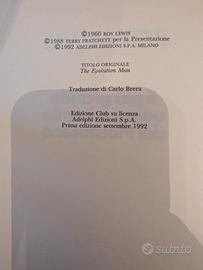 ©1960 ROY LEWIS
©1988 TERRY PRATCHETT per la Presentazione
©1992 ADELPHI EDIZIONI S.P.A. MILANO
TITOLO ORIGINALE
The Evolution Man
Traduzione di Carlo Brera
Edizione Club su licenza
Adelphi Edizioni S.p.A.
Prima edizione settembre 1992
subito